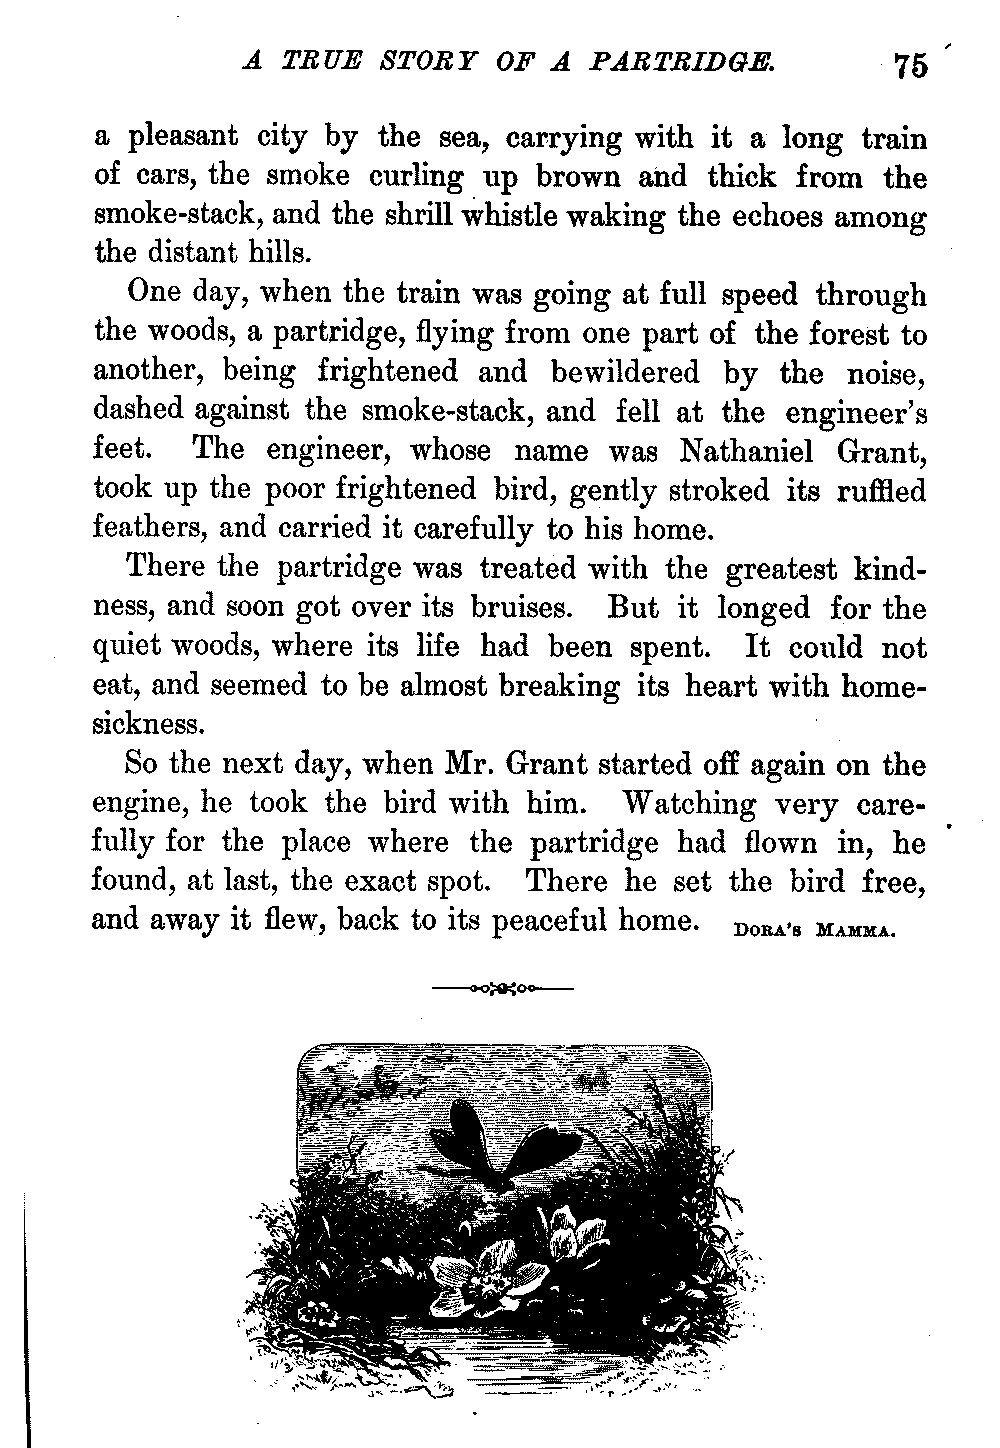 A TRUE STORY OF A PARTRIDGE. 75
a pleasant city by the sea, carrying with it a long train
of cars, the smoke curling up brown and thick from the
smoke-stack, and the shrill whistle waking the echoes among
the distant hills.
One day, when the train was going at full speed through
the woods, a partridge, flying from one part of the forest to
another, being frightened and bewildered by the noise,
dashed against the smoke-stack, and fell at the engineer's
feet. The engineer, whose name was Nathaniel Grant,
took up the poor frightened bird, gently stroked its ruffled
feathers, and carried it carefully to his home.
There the partridge was treated with the greatest kind-
ness, and soon got over its bruises. But it longed for the
quiet woods, where its life had been spent. It could not
eat, and seemed to be almost breaking its heart with home-
sickness.
So the next day, when Mr. Grant started off again on the
engine, he took the bird with him. Watching very care-
fully for the place where the partridge had flown in, he
found, at last, the exact spot. There he set the bird free,
and away it flew, back to its peaceful home. DORA'S MAMMA.